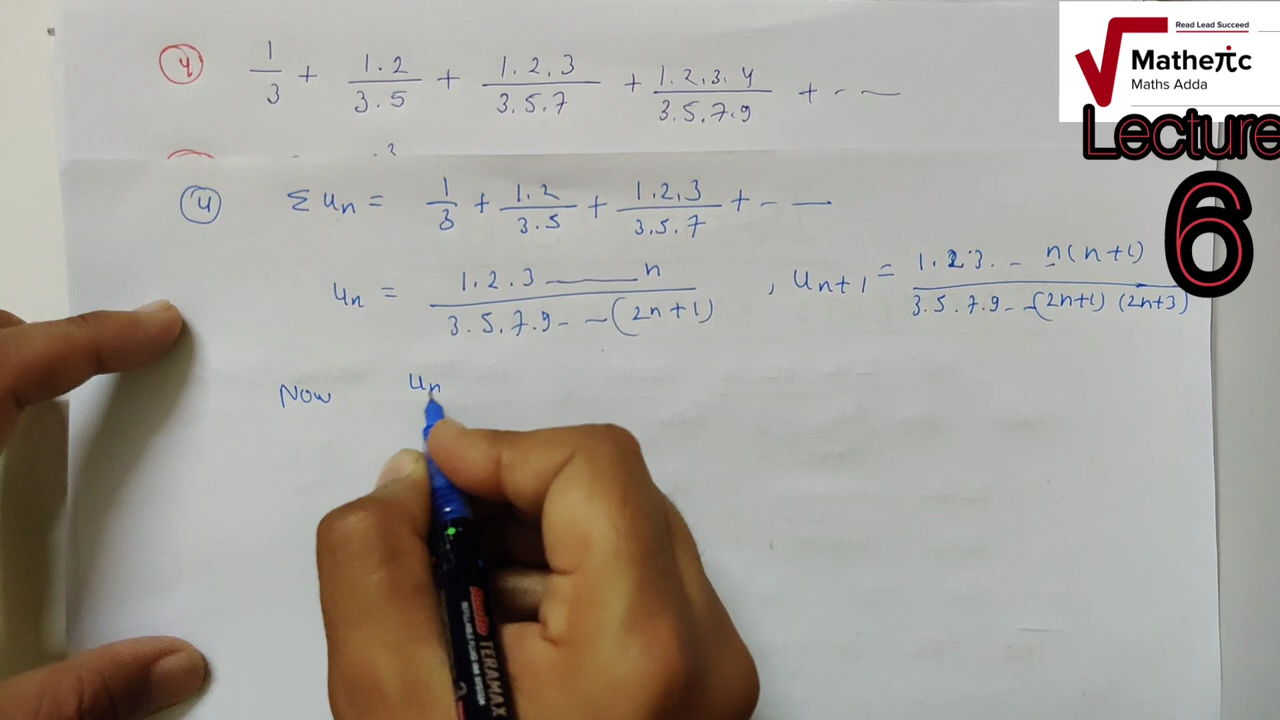 Read Lead Succeed
Matheπc
Maths Adda
Lecture
6
4 1/3 + 1.2/3.5 + 1.2.3/3.5.7 + 1.2.3.4/3.5.7.9 + - —
. 2
4 Σ un = 1/3 + 1.2/3.5 + 1.2.3/3.5.7 + - —
un = 1.2.3 —— n / 3.5.7.9 - - (2n+1) , un+1 = 1.2.3. - n(n+1) / 3.5.7.9 - - (2n+1) (2n+3)
Now un
Hauser TERAMAX